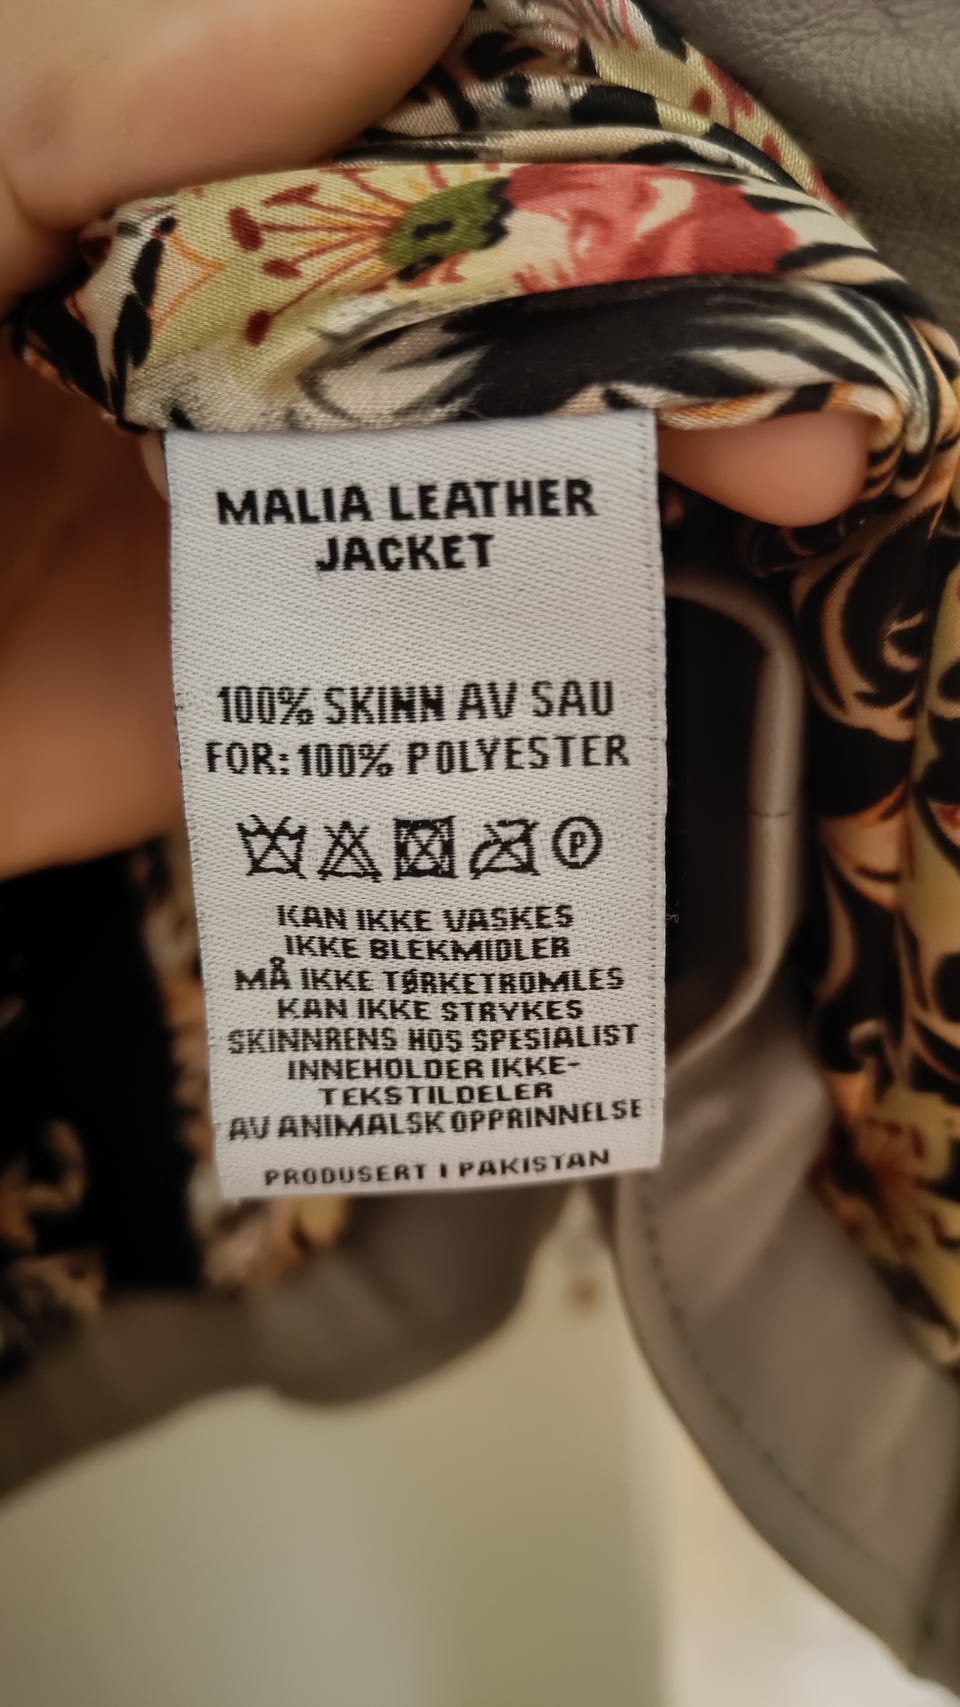 MALIA LEATHER
JACKET
100% SKINN AV SAU
FOR: 100% POLYESTER
P
KAN IKKE VASKES
IKKE BLEKMIDLER
MÅ IKKE TØRKETROMLES
KAN IKKE STRYKES
SKINNRENS HOS SPESIALIST
INNEHOLDER IKKE-
TEKSTILDELER
AV ANIMALSK OPPRINNELSE
PRODUSERT I PAKISTAN